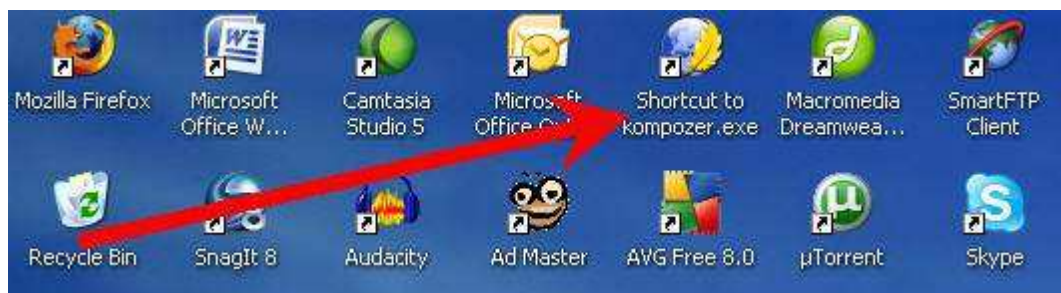 Mozilla Firefox
Microsoft
Office W...
Camtasia
Studio 5
Microsoft
Office
Shortcut to
kompozer.exe
Macromedia
Dreamwea...
SmartFTP
Client
Recycle Bin
SnagIt 8
Audacity
Ad Master
AVG Free 8.0
µTorrent
Skype